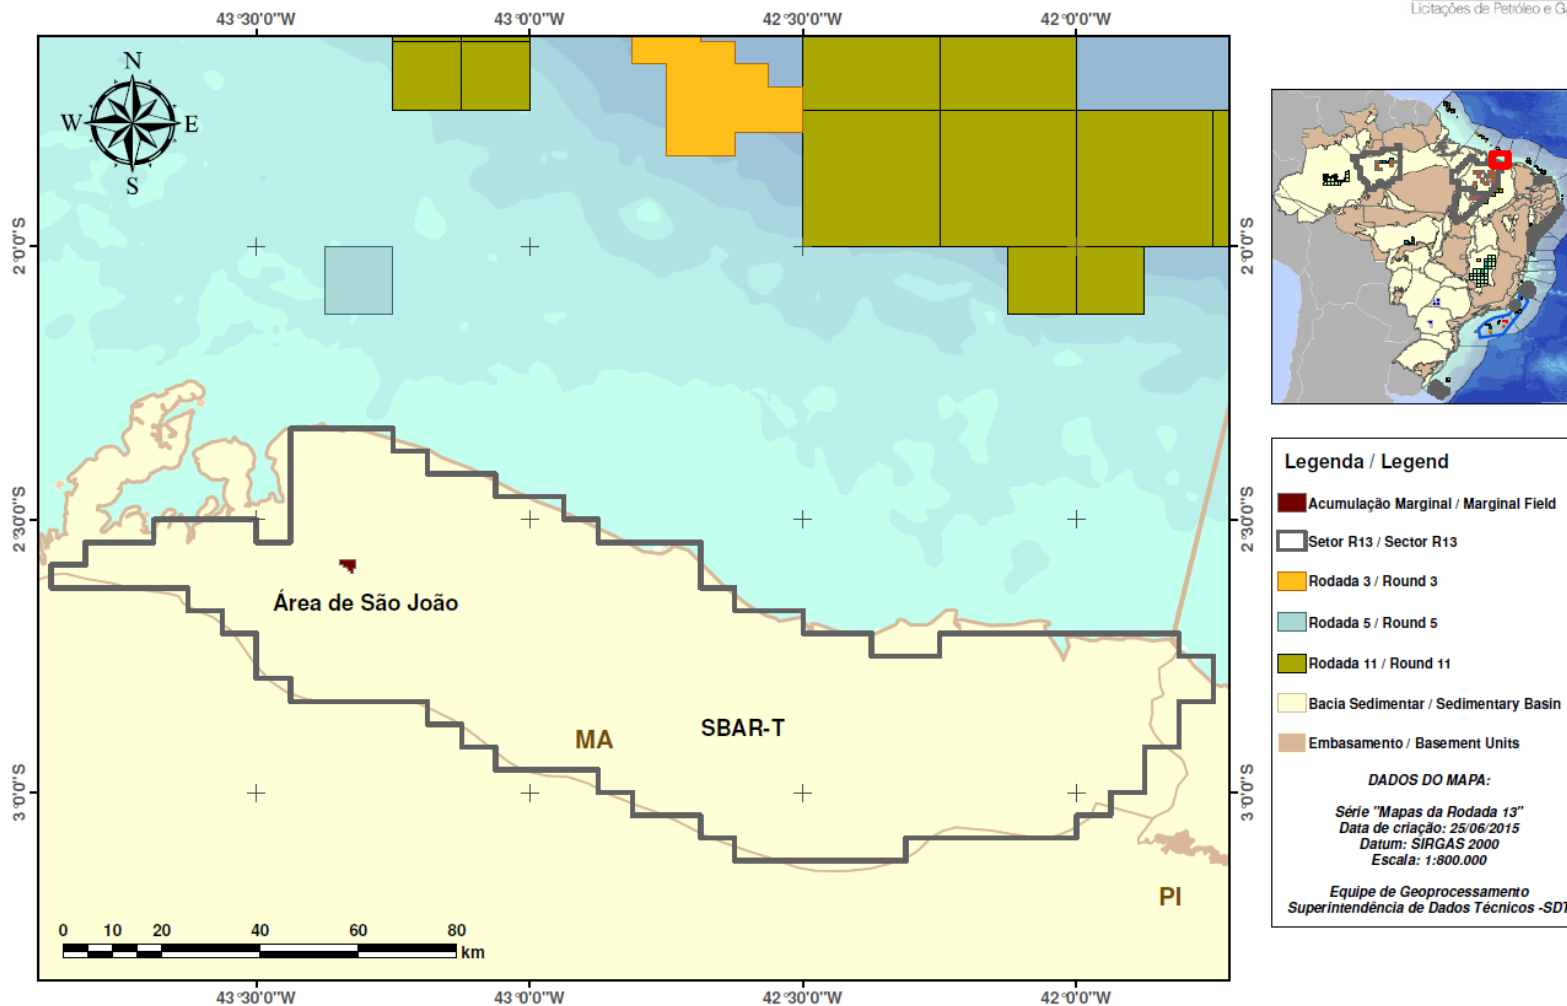 Licitações de Petróleo e G
43°30'0"W 43°0'0"W 42°30'0"W 42°0'0"W
N
W E
S
2°0'0"S 2°0'0"S
2°30'0"S 2°30'0"S
Área de São João
SBAR-T
MA
3°0'0"S 3°0'0"S
PI
0 10 20 40 60 80
km
43°30'0"W 43°0'0"W 42°30'0"W 42°0'0"W
Legenda / Legend
Acumulação Marginal / Marginal Field
Setor R13 / Sector R13
Rodada 3 / Round 3
Rodada 5 / Round 5
Rodada 11 / Round 11
Bacia Sedimentar / Sedimentary Basin
Embasamento / Basement Units
DADOS DO MAPA:
Série "Mapas da Rodada 13"
Data de criação: 25/06/2015
Datum: SIRGAS 2000
Escala: 1:800.000
Equipe de Geoprocessamento
Superintendência de Dados Técnicos -SDT